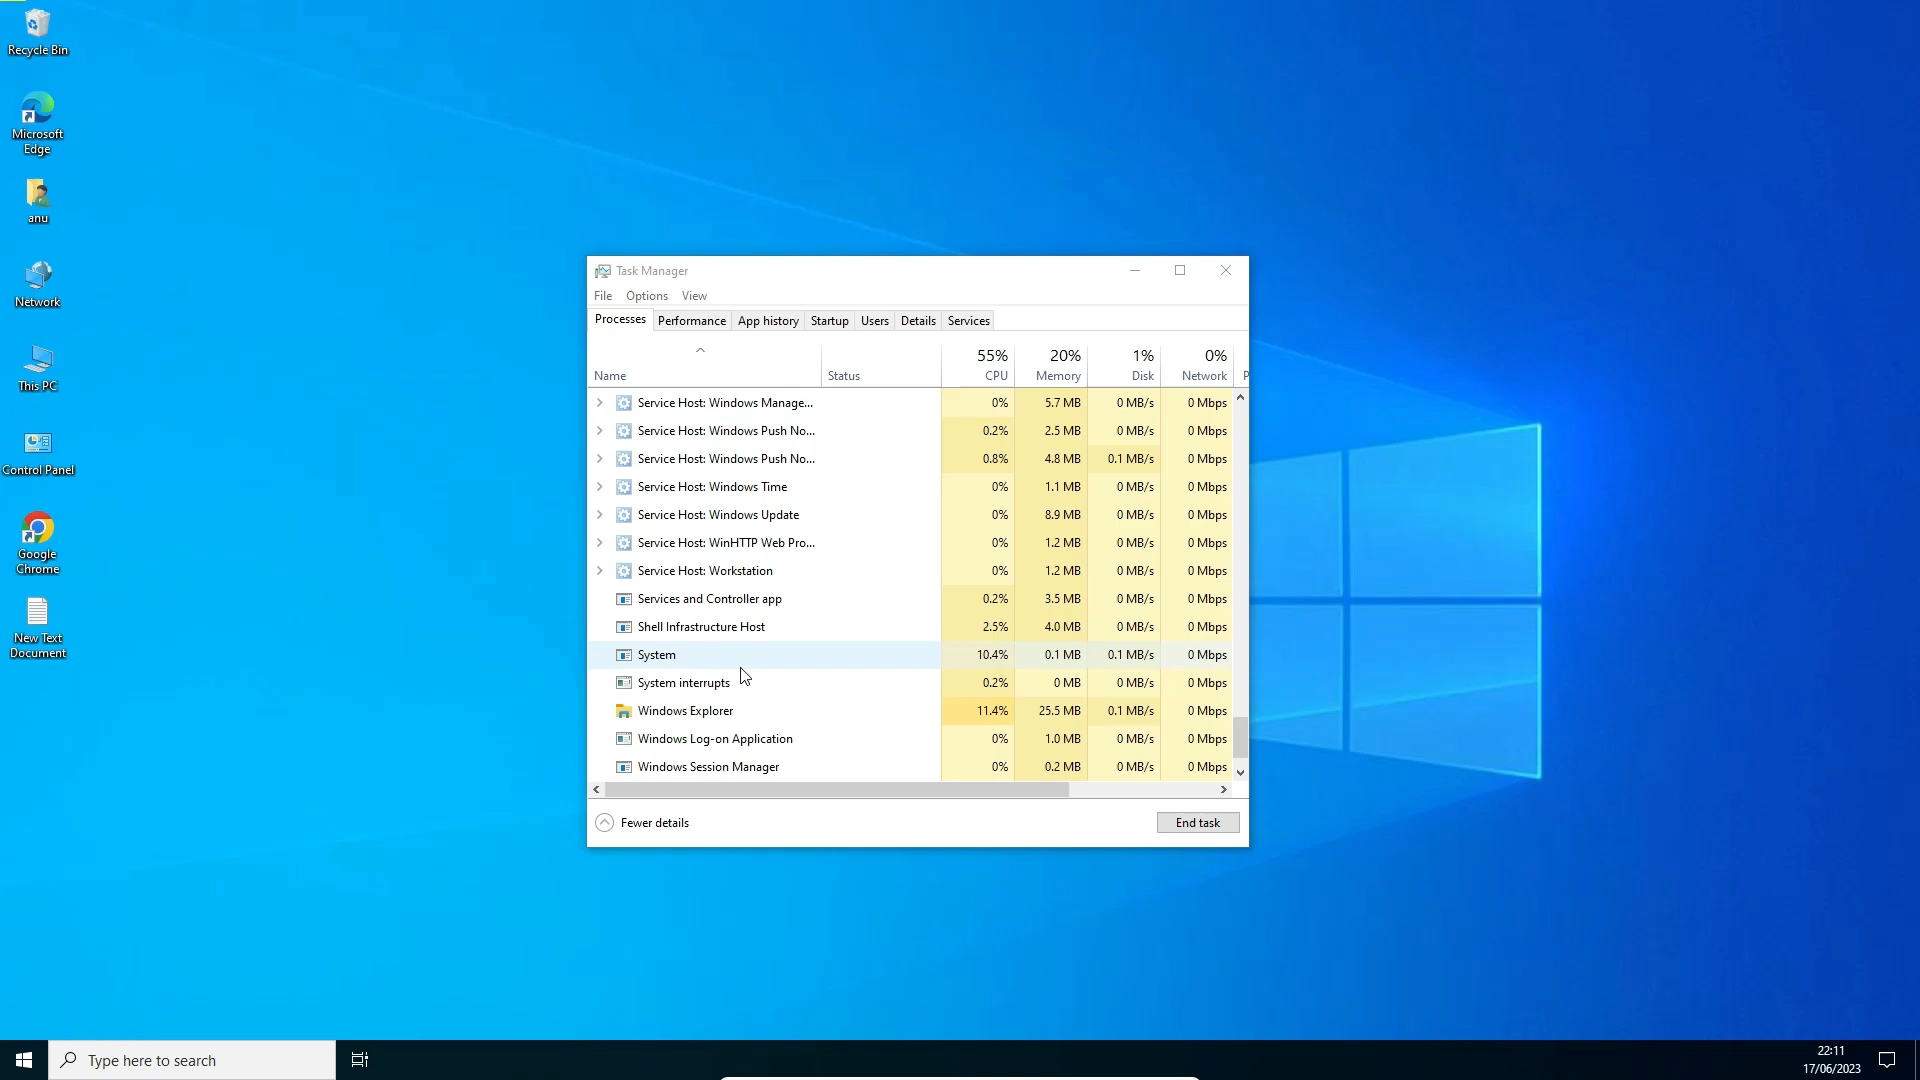 Recycle Bin
Microsoft
Edge
anu
Network
This PC
Control Panel
Google
Chrome
New Text
Document
Task Manager
File Options View
Processes Performance App history Startup Users Details Services
55% 20% 1% 0%
Name Status CPU Memory Disk Network P
Service Host: Windows Manage... 0% 5.7 MB 0 MB/s 0 Mbps
Service Host: Windows Push No... 0.2% 2.5 MB 0 MB/s 0 Mbps
Service Host: Windows Push No... 0.8% 4.8 MB 0.1 MB/s 0 Mbps
Service Host: Windows Time 0% 1.1 MB 0 MB/s 0 Mbps
Service Host: Windows Update 0% 8.9 MB 0 MB/s 0 Mbps
Service Host: WinHTTP Web Pro... 0% 1.2 MB 0 MB/s 0 Mbps
Service Host: Workstation 0% 1.2 MB 0 MB/s 0 Mbps
Services and Controller app 0.2% 3.5 MB 0 MB/s 0 Mbps
Shell Infrastructure Host 2.5% 4.0 MB 0 MB/s 0 Mbps
System 10.4% 0.1 MB 0.1 MB/s 0 Mbps
System interrupts 0.2% 0 MB 0 MB/s 0 Mbps
Windows Explorer 11.4% 25.5 MB 0.1 MB/s 0 Mbps
Windows Log-on Application 0% 1.0 MB 0 MB/s 0 Mbps
Windows Session Manager 0% 0.2 MB 0 MB/s 0 Mbps
Fewer details End task
Type here to search
22:11
17/06/2023